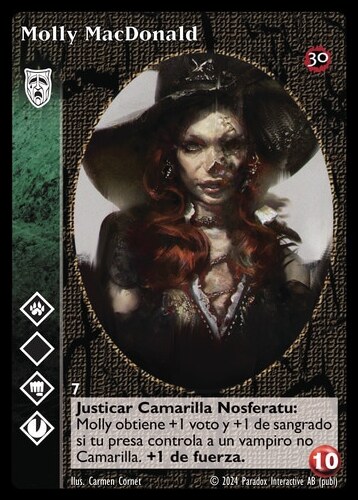 Molly MacDonald
30
7
Justicar Camarilla Nosferatu:
Molly obtiene +1 voto y +1 de sangrado
si tu presa controla a un vampiro no
Camarilla. +1 de fuerza.
10
Illus. Carmen Cornet © 2024 Paradox Interactive AB (publ)